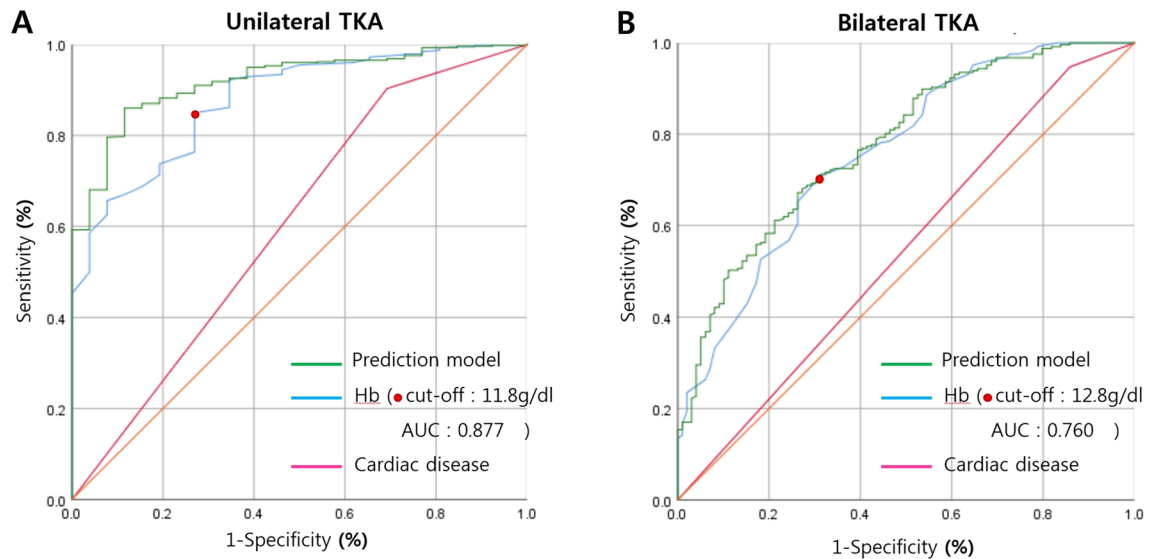 A
Unilateral TKA
1.0
0.8
0.6
0.4
0.2
0.0
Sensitivity (%)
Prediction model
Hb (cut-off : 11.8g/dl
AUC : 0.877 )
Cardiac disease
0.0 0.2 0.4 0.6 0.8 1.0
1-Specificity (%)
B
Bilateral TKA
1.0
0.8
0.6
0.4
0.2
0.0
Sensitivity (%)
Prediction model
Hb (cut-off : 12.8g/dl
AUC : 0.760 )
Cardiac disease
0.0 0.2 0.4 0.6 0.8 1.0
1-Specificity (%)